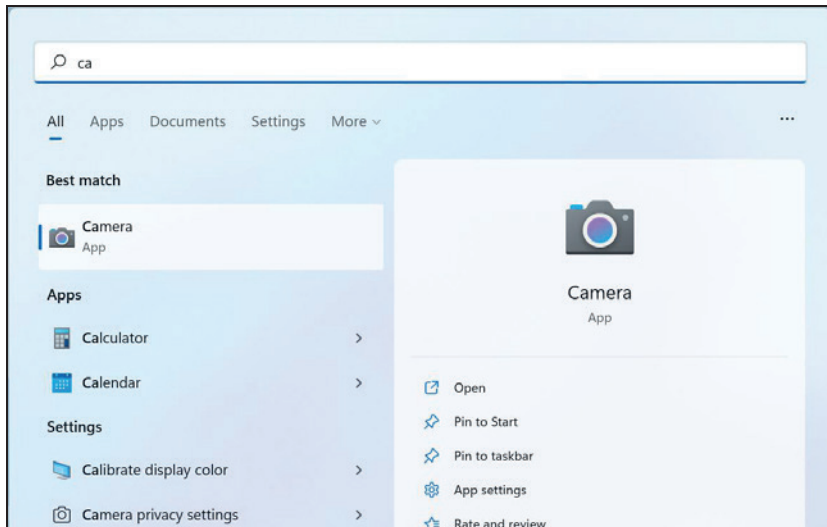 ca
All Apps Documents Settings More
Best match
Camera
App
Apps
Calculator
Calendar
Settings
Calibrate display color
Camera privacy settings
Camera
App
Open
Pin to Start
Pin to taskbar
App settings
Rate and review